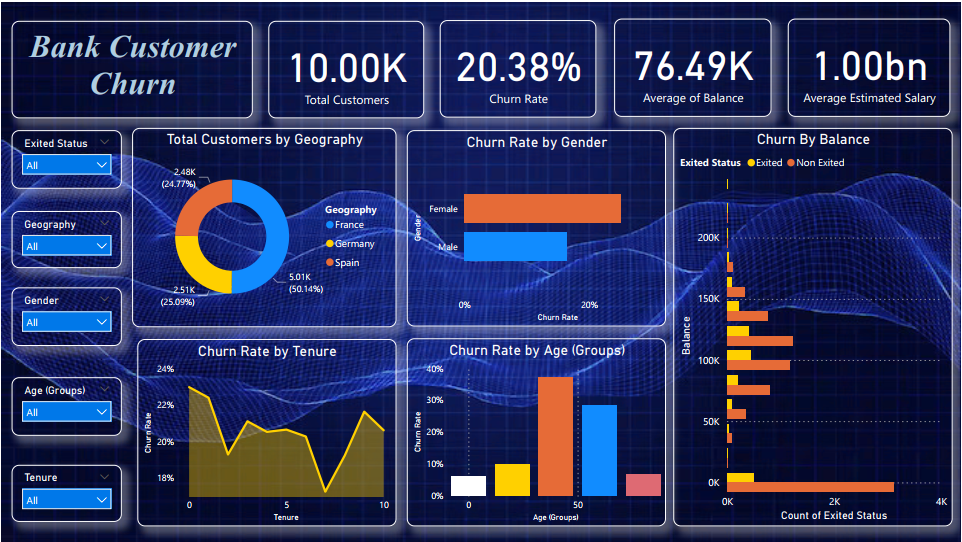 Bank Customer
Churn
10.00K
Total Customers
20.38%
Churn Rate
76.49K
Average of Balance
1.00bn
Average Estimated Salary
Exited Status
All
Geography
All
Gender
All
Age (Groups)
All
Tenure
All
Total Customers by Geography
2.48K
(24.77%)
2.51K
(25.09%)
5.01K
(50.14%)
Geography
France
Germany
Spain
Churn Rate by Gender
Gender
Female
Male
0%
20%
Churn Rate
Churn By Balance
Exited Status
Exited
Non Exited
Balance
200K
150K
100K
50K
0K
0K
2K
4K
Count of Exited Status
Churn Rate by Tenure
Churn Rate
24%
22%
20%
18%
0
5
10
Tenure
Churn Rate by Age (Groups)
Churn Rate
40%
30%
20%
10%
0%
0
50
Age (Groups)